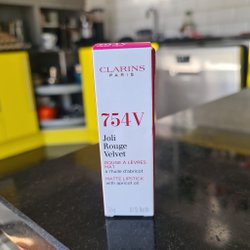 CLARINS
PARIS
754V
Joli
Rouge
Velvet
ROUGE À LÈVRES
MAT
à l'huile d'abricot
MATTE LIPSTICK
with apricot oil